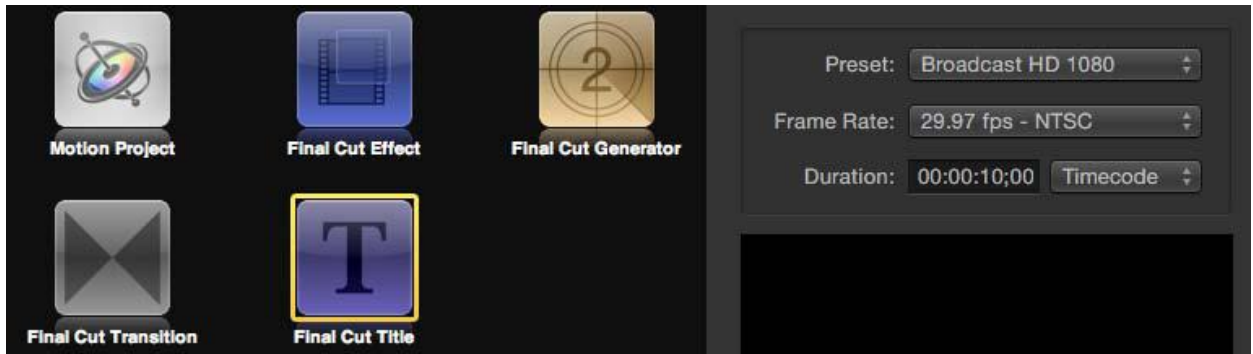 2
Motion Project
Final Cut Effect
Final Cut Generator
T
Final Cut Transition
Final Cut Title
Preset: Broadcast HD 1080
Frame Rate: 29.97 fps - NTSC
Duration: 00:00:10;00 Timecode